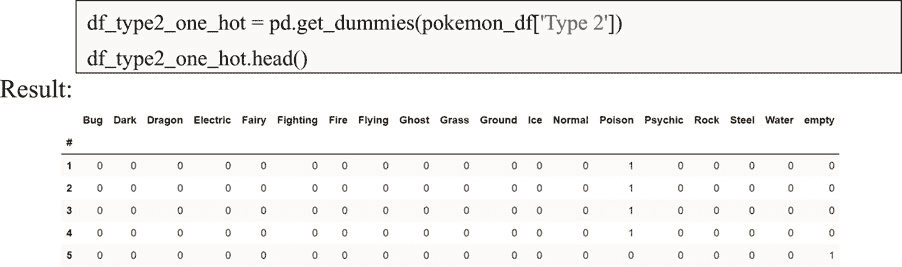 df_type2_one_hot = pd.get_dummies(pokemon_df['Type 2'])
df_type2_one_hot.head()
Result:
Bug Dark Dragon Electric Fairy Fighting Fire Flying Ghost Grass Ground Ice Normal Poison Psychic Rock Steel Water empty
#
1 0 0 0 0 0 0 0 0 0 0 0 0 0 1 0 0 0 0 0
2 0 0 0 0 0 0 0 0 0 0 0 0 0 1 0 0 0 0 0
3 0 0 0 0 0 0 0 0 0 0 0 0 0 1 0 0 0 0 0
4 0 0 0 0 0 0 0 0 0 0 0 0 0 1 0 0 0 0 0
5 0 0 0 0 0 0 0 0 0 0 0 0 0 0 0 0 0 0 1